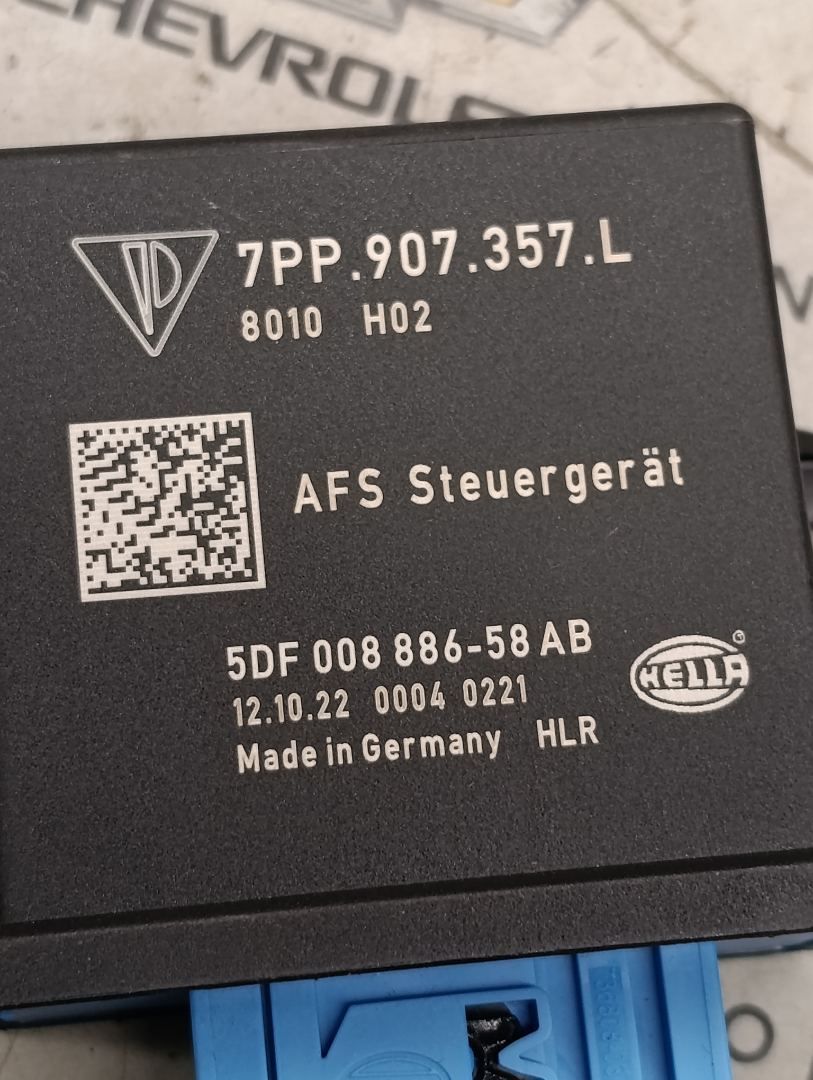 CHEVROLE
7PP.907.357.L
8010 H02
AFS Steuergerät
5DF 008 886-58 AB
HELLA
12.10.22 0004 0221
Made in Germany HLR